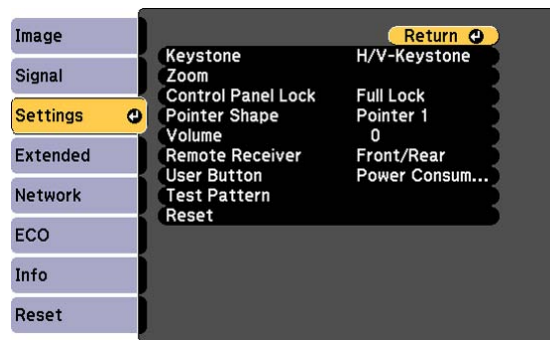 Image
Signal
Settings
Extended
Network
ECO
Info
Reset
Return
Keystone H/V-Keystone
Zoom
Control Panel Lock Full Lock
Pointer Shape Pointer 1
Volume 0
Remote Receiver Front/Rear
User Button Power Consum...
Test Pattern
Reset